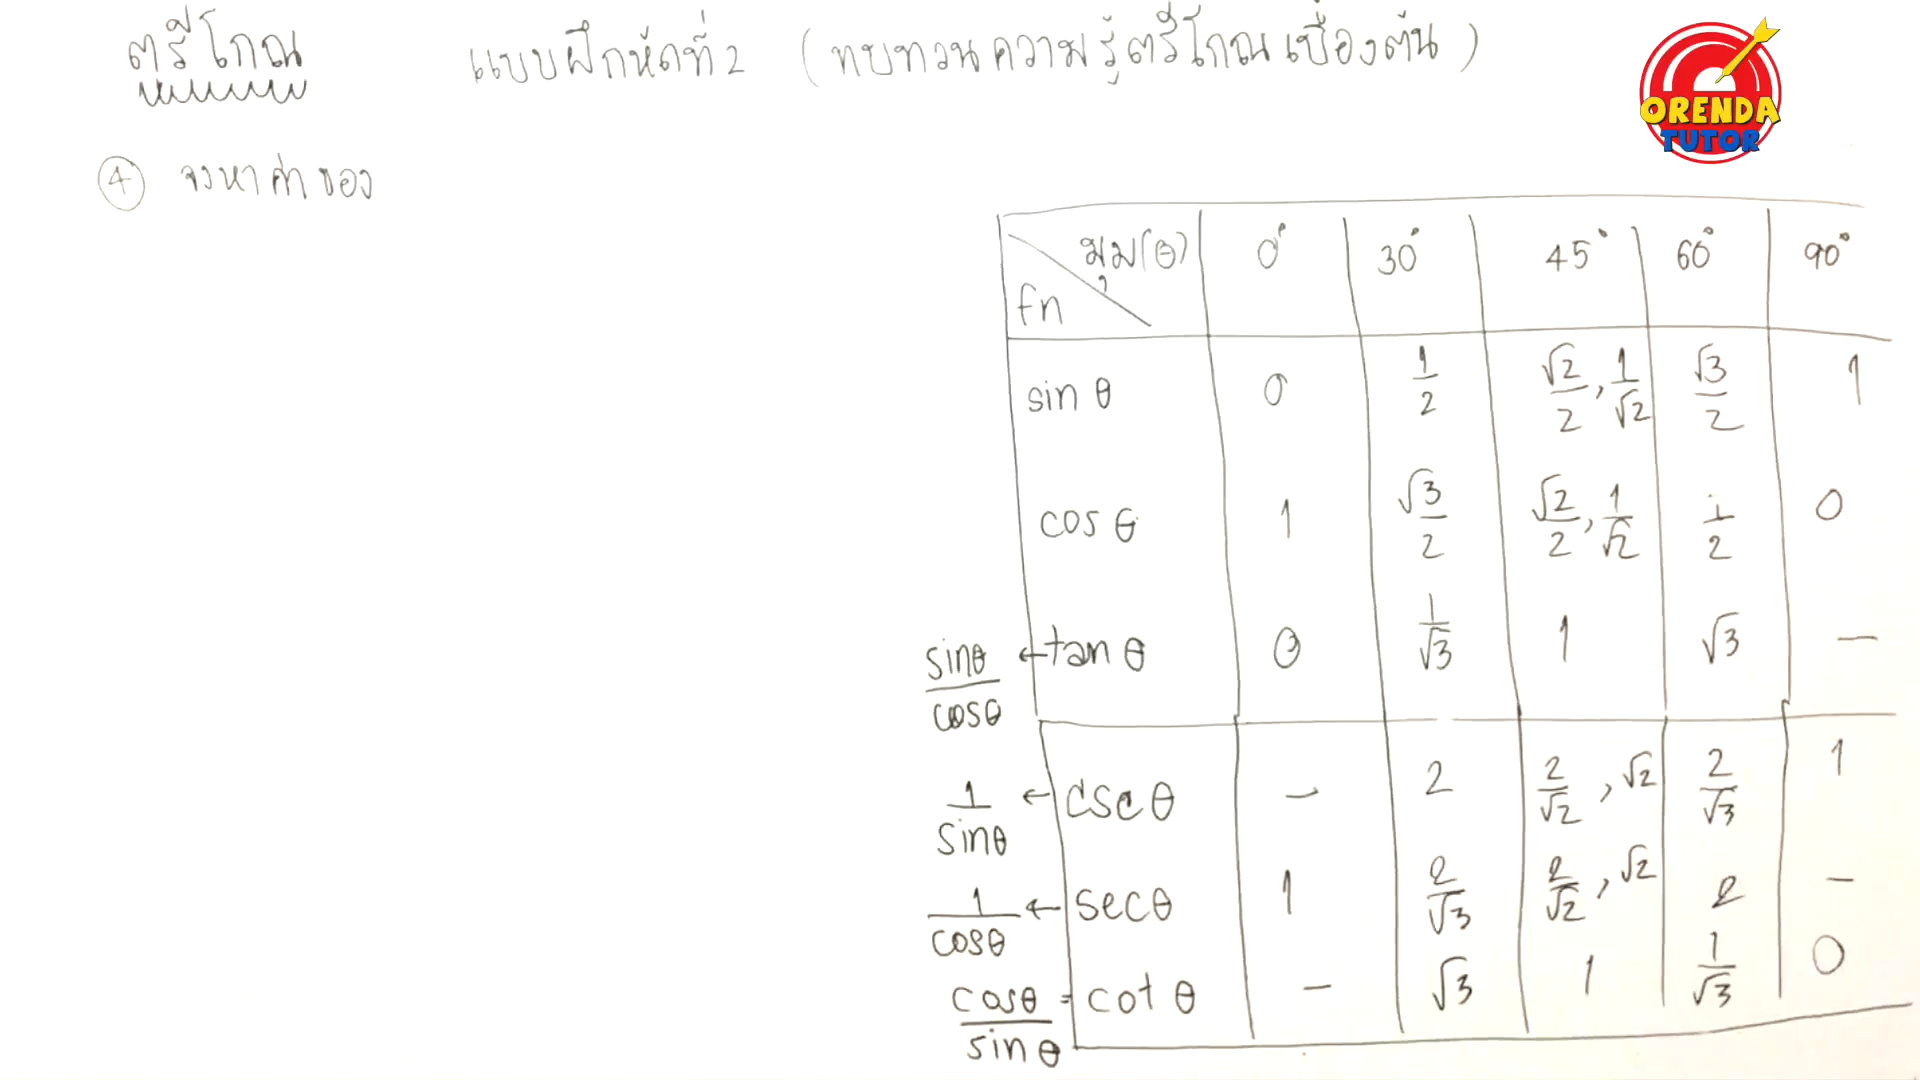 ตรีโกณ แบบฝึกหัดที่ 2 (ทบทวนความรู้ตรีโกณเบื้องต้น)
ORENDA
TUTOR
④ จงหาค่าของ
มุม(θ) 0° 30° 45° 60° 90°
fn
sin θ 0 1/2 √2/2, 1/√2 √3/2 1
cos θ 1 √3/2 √2/2, 1/√2 1/2 0
sinθ/cosθ ← tan θ 0 1/√3 1 √3 —
1/sinθ ← csc θ — 2 2/√2, √2 2/√3 1
1/cosθ ← sec θ 1 2/√3 2/√2, √2 2 —
cosθ/sin θ = cot θ — √3 1 1/√3 0